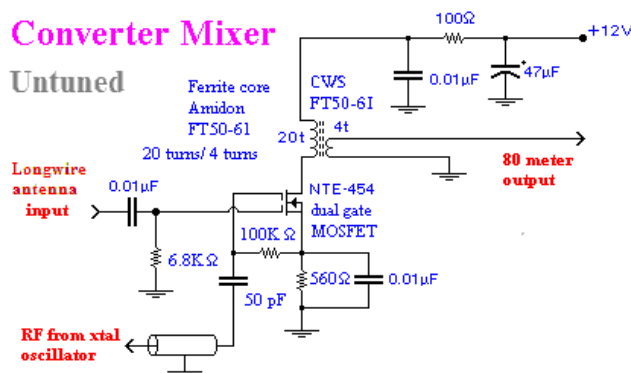 Converter Mixer
Untuned
100Ω
+12V
0.01µF
+
47µF
Ferrite core
Amidon
FT50-61
20 turns/ 4 turns
CWS
FT50-6I
20t
4t
80 meter
output
Longwire
antenna
input
0.01µF
NTE-454
dual gate
MOSFET
100K Ω
6.8K Ω
560Ω
0.01µF
50 pF
RF from xtal
oscillator